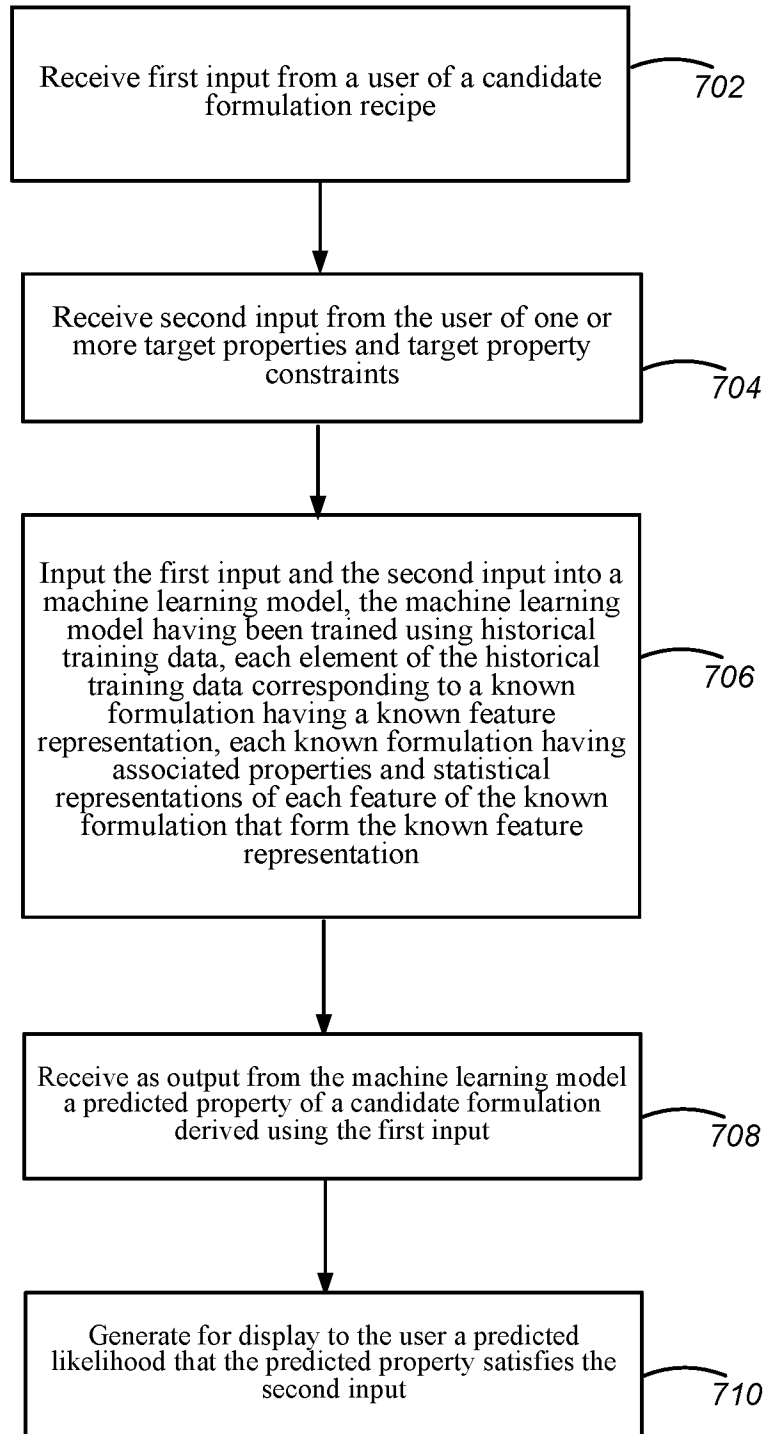 Receive first input from a user of a candidate
formulation recipe
702
Receive second input from the user of one or
more target properties and target property
constraints
704
Input the first input and the second input into a
machine learning model, the machine learning
model having been trained using historical
training data, each element of the historical
training data corresponding to a known
formulation having a known feature
representation, each known formulation having
associated properties and statistical
representations of each feature of the known
formulation that form the known feature
representation
706
Receive as output from the machine learning model
a predicted property of a candidate formulation
derived using the first input
708
Generate for display to the user a predicted
likelihood that the predicted property satisfies the
second input
710